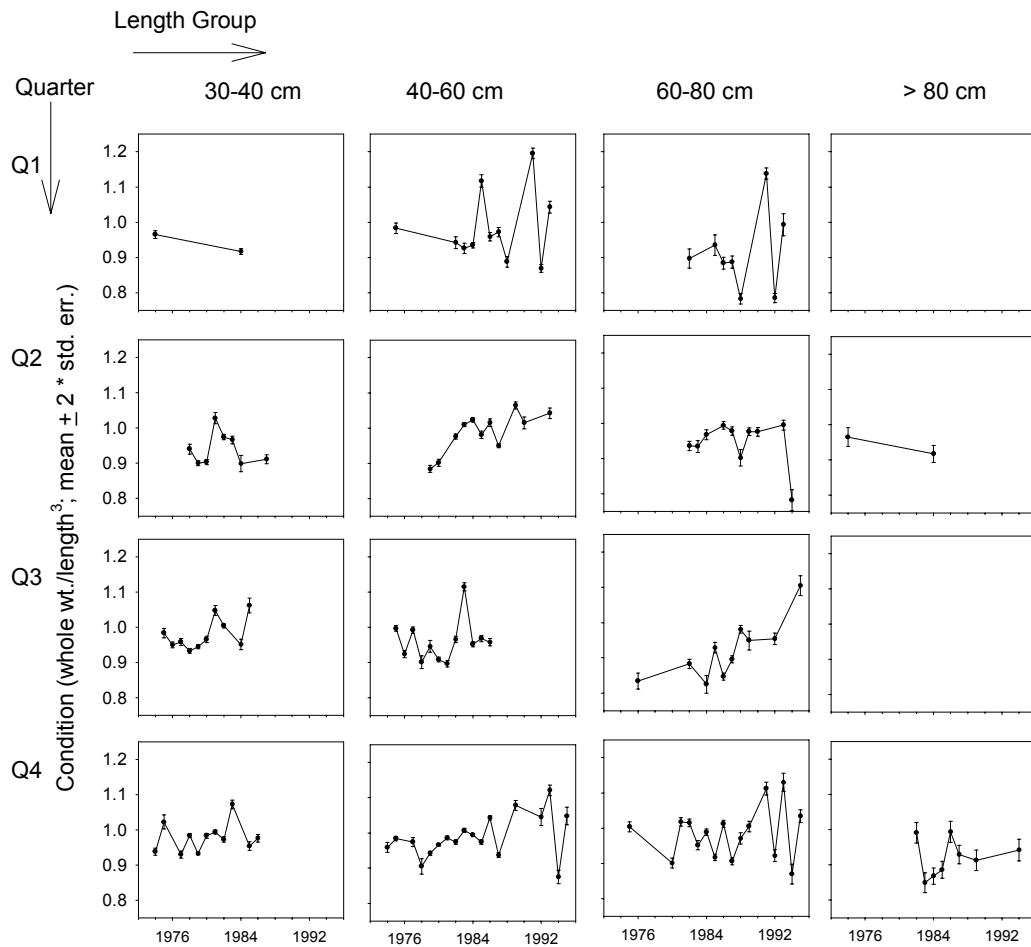 Length Group
Quarter
30-40 cm 40-60 cm 60-80 cm > 80 cm
Q1
1.2
1.1
1.0
0.9
0.8
Q2
1.2
1.1
1.0
0.9
0.8
Q3
1.2
1.1
1.0
0.9
0.8
Q4
1.2
1.1
1.0
0.9
0.8
Condition (whole wt./length³; mean ± 2 * std. err.)
1976 1984 1992 1976 1984 1992 1976 1984 1992 1976 1984 1992